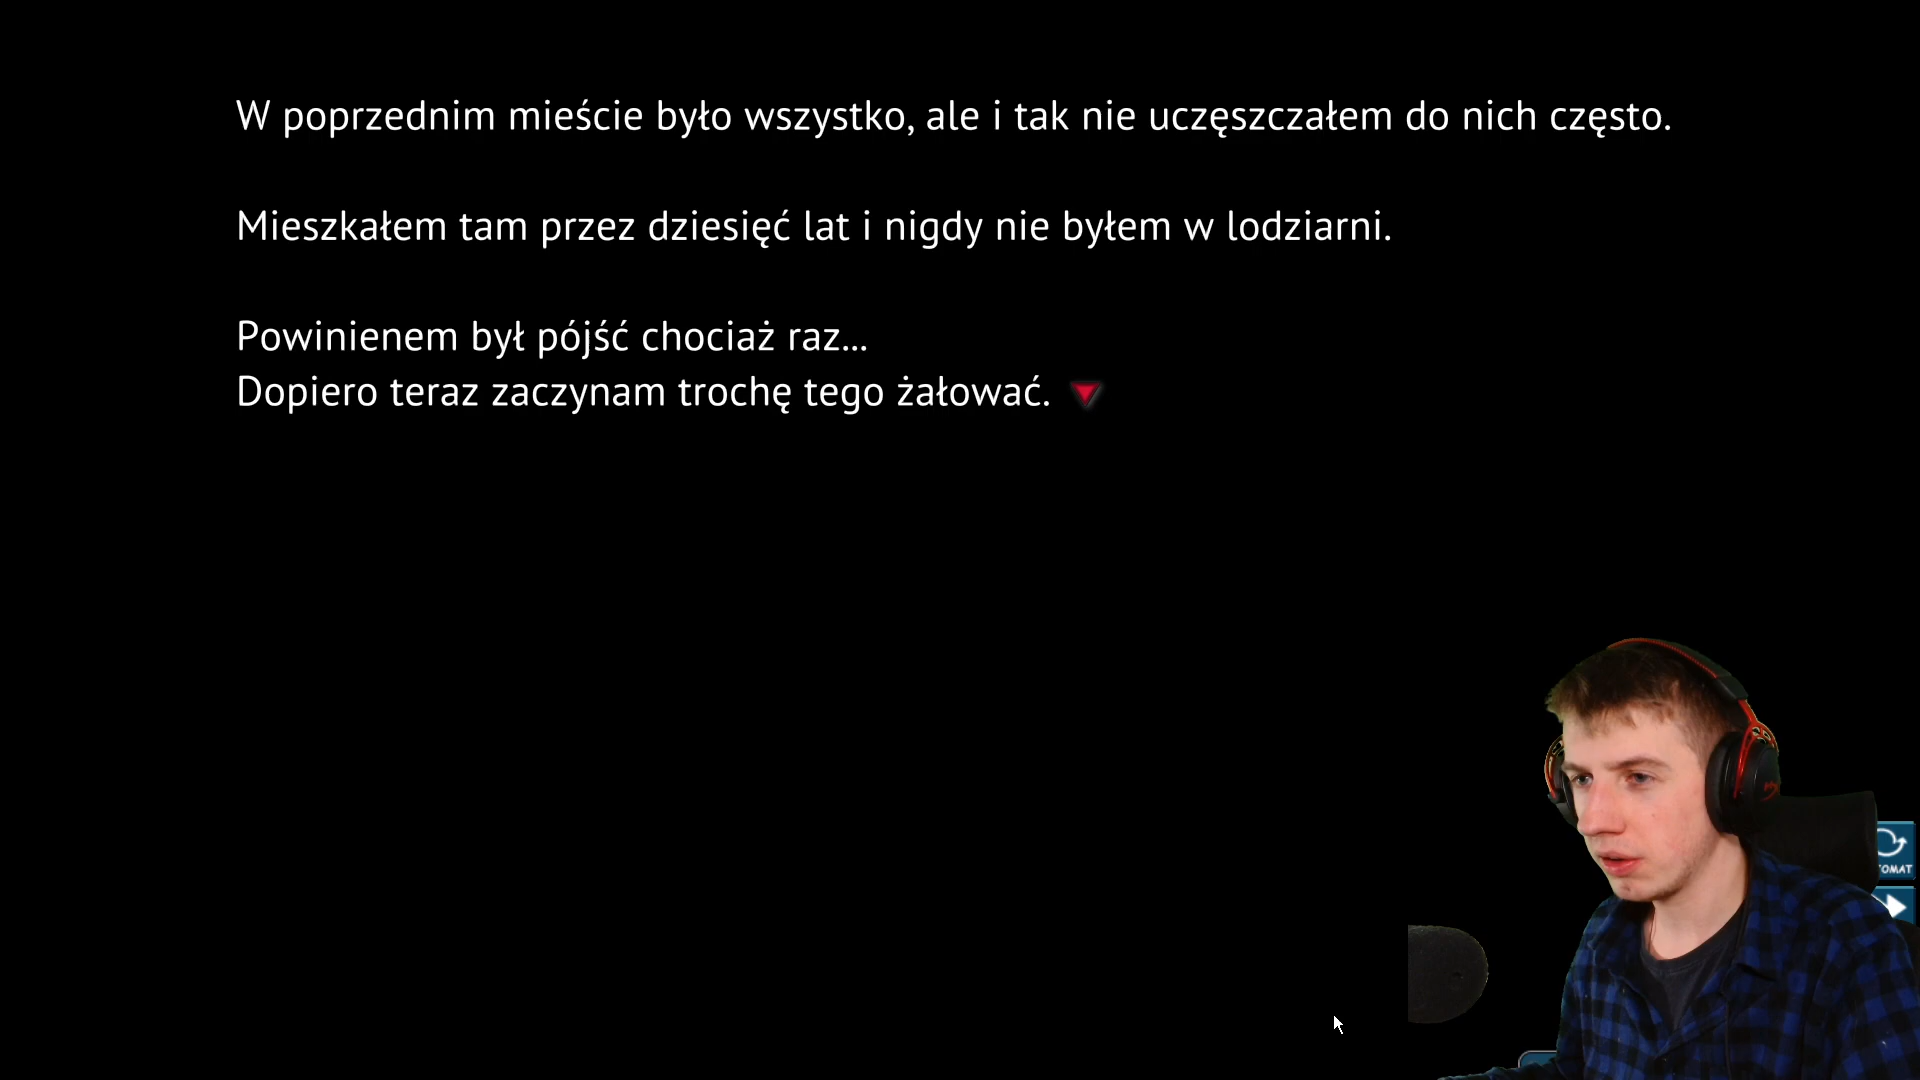 W poprzednim mieście było wszystko, ale i tak nie uczęszczałem do nich często.
Mieszkałem tam przez dziesięć lat i nigdy nie byłem w lodziarni.
Powinienem był pójść chociaż raz...
Dopiero teraz zaczynam trochę tego żałować.